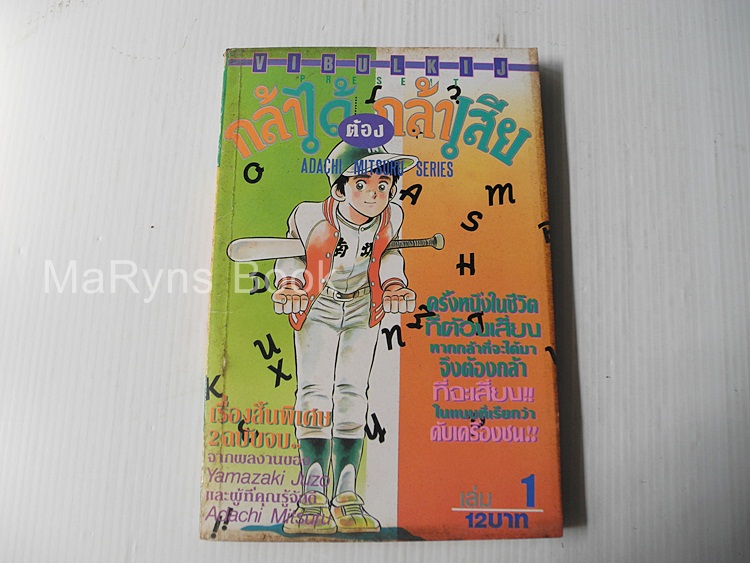 VIBULKIJ
PRESENT
กล้าได้ ต้อง กล้าเสีย
ADACHI MITSURU SERIES
MaRyns Book
ครั้งหนึ่งในชีวิต
ที่ต้องเสี่ยง
หากกล้าที่จะได้มา
จึงต้องกล้า
ที่จะเสี่ยง!!
ในแบบที่เรียกว่า
ดับเครื่องชน!!
เรื่องสั้นพิเศษ
2ฉบับจบ
จากผลงานของ
Yamazaki Juzo
และผู้ที่คุณรู้จักดี
Adachi Mitsuru
!!
เล่ม 1
12บาท